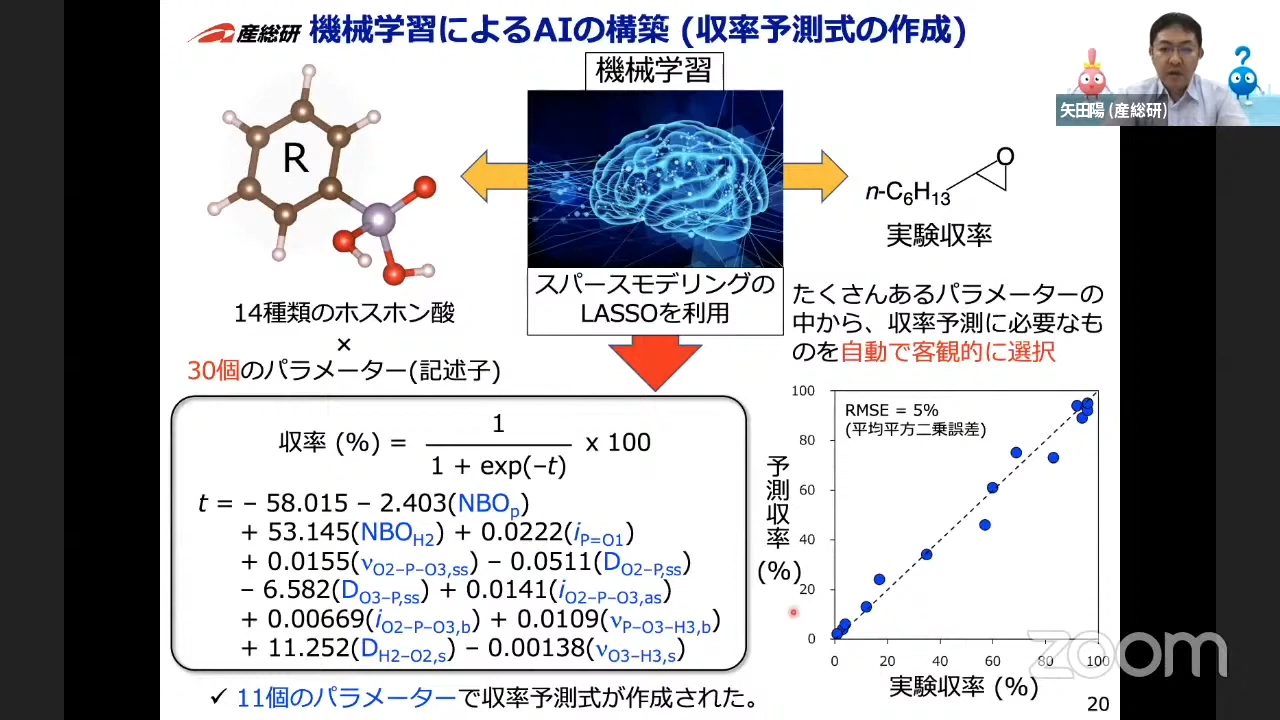 産総研 機械学習によるAIの構築 (収率予測式の作成)
矢田陽 (産総研)
機械学習
R
O
n-C6H13
実験収率
スパースモデリングの
LASSOを利用
14種類のホスホン酸
×
30個のパラメーター(記述子)
たくさんあるパラメーターの
中から、収率予測に必要なも
のを自動で客観的に選択
収率 (%) = 1 / 1 + exp(–t) x 100
t = – 58.015 – 2.403(NBOp)
+ 53.145(NBOH2) + 0.0222(iP=O1)
+ 0.0155(νO2–P–O3,ss) – 0.0511(DO2–P,ss)
– 6.582(DO3–P,ss) + 0.0141(iO2–P–O3,as)
+ 0.00669(iO2–P–O3,b) + 0.0109(νP–O3–H3,b)
+ 11.252(DH2–O2,s) – 0.00138(νO3–H3,s)
✓ 11個のパラメーターで収率予測式が作成された。
RMSE = 5%
(平均平方二乗誤差)
予測収率 (%)
100
80
60
40
20
0
0 20 40 60 80 100
実験収率 (%)
zoom
20